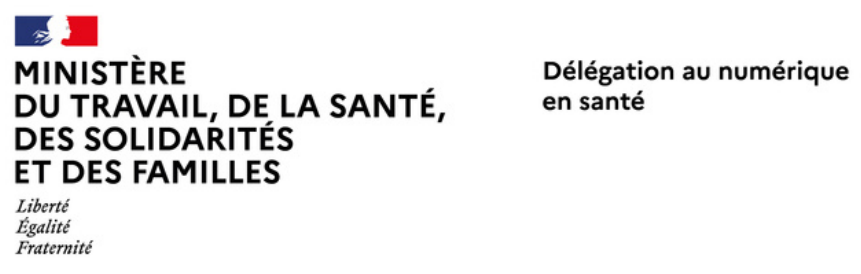 MINISTÈRE
DU TRAVAIL, DE LA SANTÉ,
DES SOLIDARITÉS
ET DES FAMILLES
Liberté
Égalité
Fraternité
Délégation au numérique
en santé